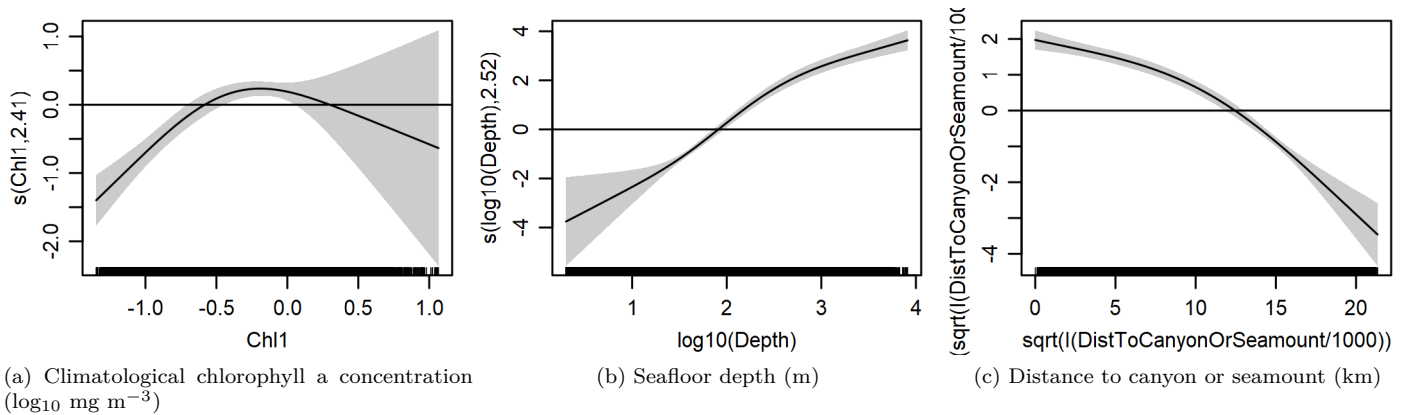 s(Chl1,2.41)
1.0
0.0
-1.0
-2.0
-1.0
-0.5
0.0
0.5
1.0
Chl1
(a) Climatological chlorophyll a concentration
(log10 mg m−3)
s(log10(Depth),2.52)
4
2
0
-2
-4
1
2
3
4
log10(Depth)
(b) Seafloor depth (m)
(sqrt(I(DistToCanyonOrSeamount/100
2
1
0
-2
-4
0
5
10
15
20
sqrt(I(DistToCanyonOrSeamount/1000))
(c) Distance to canyon or seamount (km)